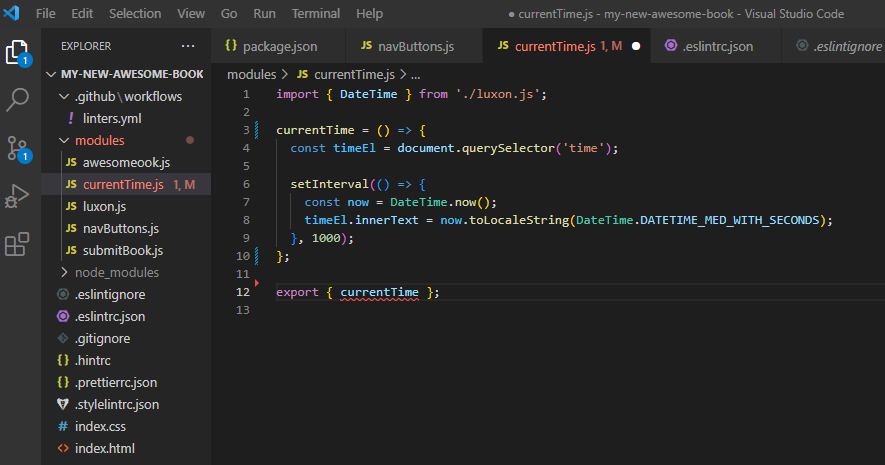 File Edit Selection View Go Run Terminal Help ● currentTime.js - my-new-awesome-book - Visual Studio Code
EXPLORER ...
{} package.json JS navButtons.js JS currentTime.js 1, M ● .eslintrc.json .eslintignore
MY-NEW-AWESOME-BOOK
modules > JS currentTime.js > ...
.github\workflows
! linters.yml
modules
JS awesomeook.js
JS currentTime.js 1, M
JS luxon.js
JS navButtons.js
JS submitBook.js
node_modules
.eslintignore
.eslintrc.json
.gitignore
{} .hintrc
{} .prettierrc.json
.stylelintrc.json
# index.css
<> index.html
1
1
1 import { DateTime } from './luxon.js';
2
3 currentTime = () => {
4 const timeEl = document.querySelector('time');
5
6 setInterval(() => {
7 const now = DateTime.now();
8 timeEl.innerText = now.toLocaleString(DateTime.DATETIME_MED_WITH_SECONDS);
9 }, 1000);
10 };
11
12 export { currentTime };
13